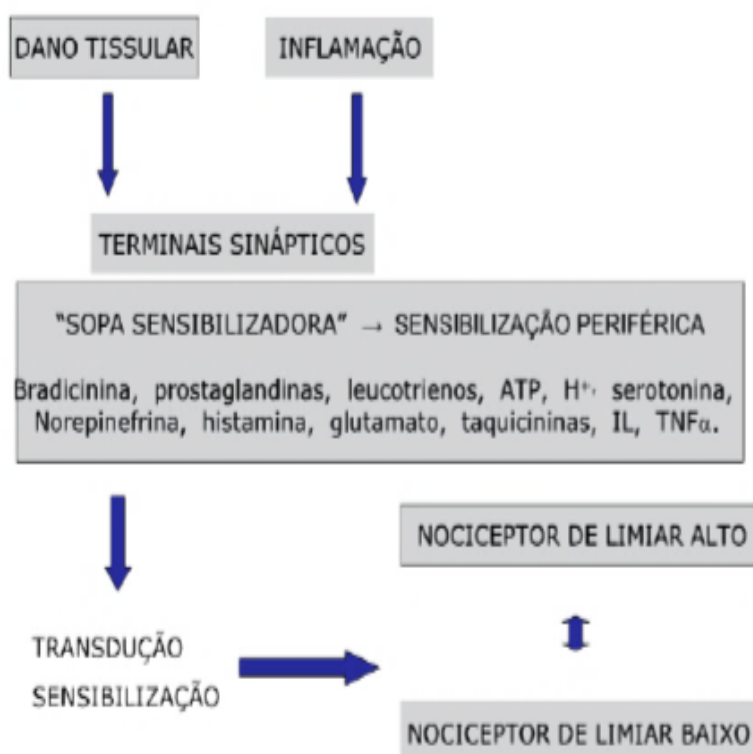 DANO TISSULAR
INFLAMAÇÃO
TERMINAIS SINÁPTICOS
"SOPA SENSIBILIZADORA" → SENSIBILIZAÇÃO PERIFÉRICA
Bradicinina, prostaglandinas, leucotrienos, ATP, H⁺, serotonina,
Norepinefrina, histamina, glutamato, taquicininas, IL, TNFα.
NOCICEPTOR DE LIMIAR ALTO
TRANSDUÇÃO
SENSIBILIZAÇÃO
NOCICEPTOR DE LIMIAR BAIXO